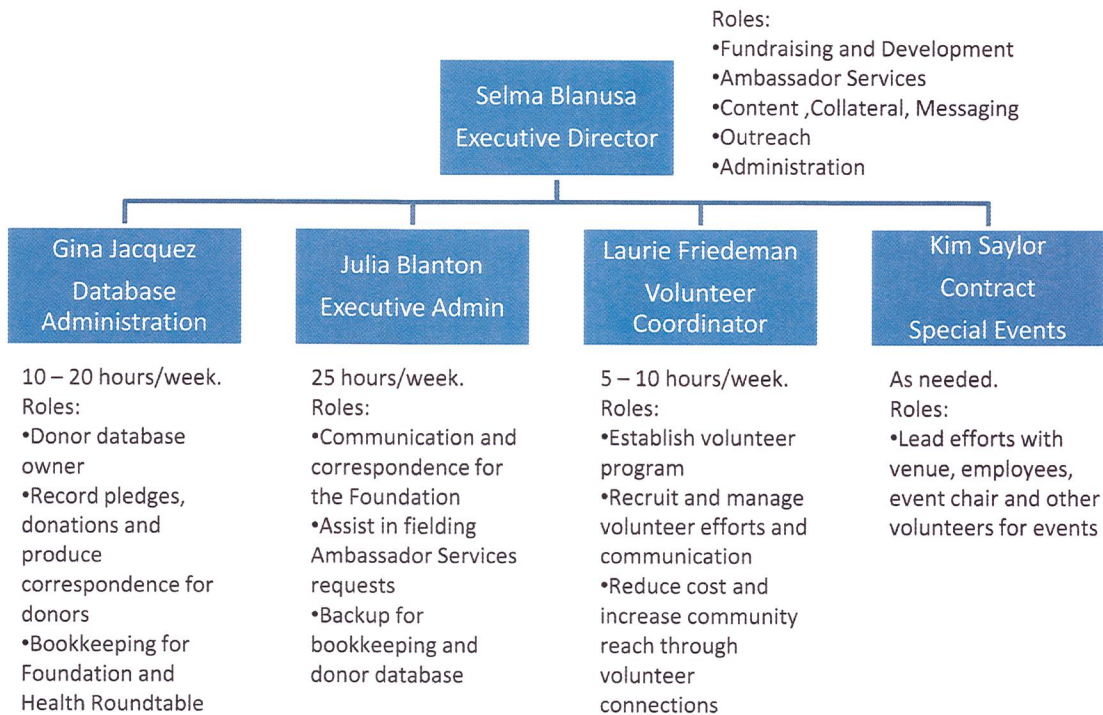 Roles:
•Fundraising and Development
•Ambassador Services
•Content ,Collateral, Messaging
•Outreach
•Administration
Selma Blanusa
Executive Director
Gina Jacquez
Database
Administration
10 – 20 hours/week.
Roles:
•Donor database
owner
•Record pledges,
donations and
produce
correspondence for
donors
•Bookkeeping for
Foundation and
Health Roundtable
Julia Blanton
Executive Admin
25 hours/week.
Roles:
•Communication and
correspondence for
the Foundation
•Assist in fielding
Ambassador Services
requests
•Backup for
bookkeeping and
donor database
Laurie Friedeman
Volunteer
Coordinator
5 – 10 hours/week.
Roles:
•Establish volunteer
program
•Recruit and manage
volunteer efforts and
communication
•Reduce cost and
increase community
reach through
volunteer
connections
Kim Saylor
Contract
Special Events
As needed.
Roles:
•Lead efforts with
venue, employees,
event chair and other
volunteers for events